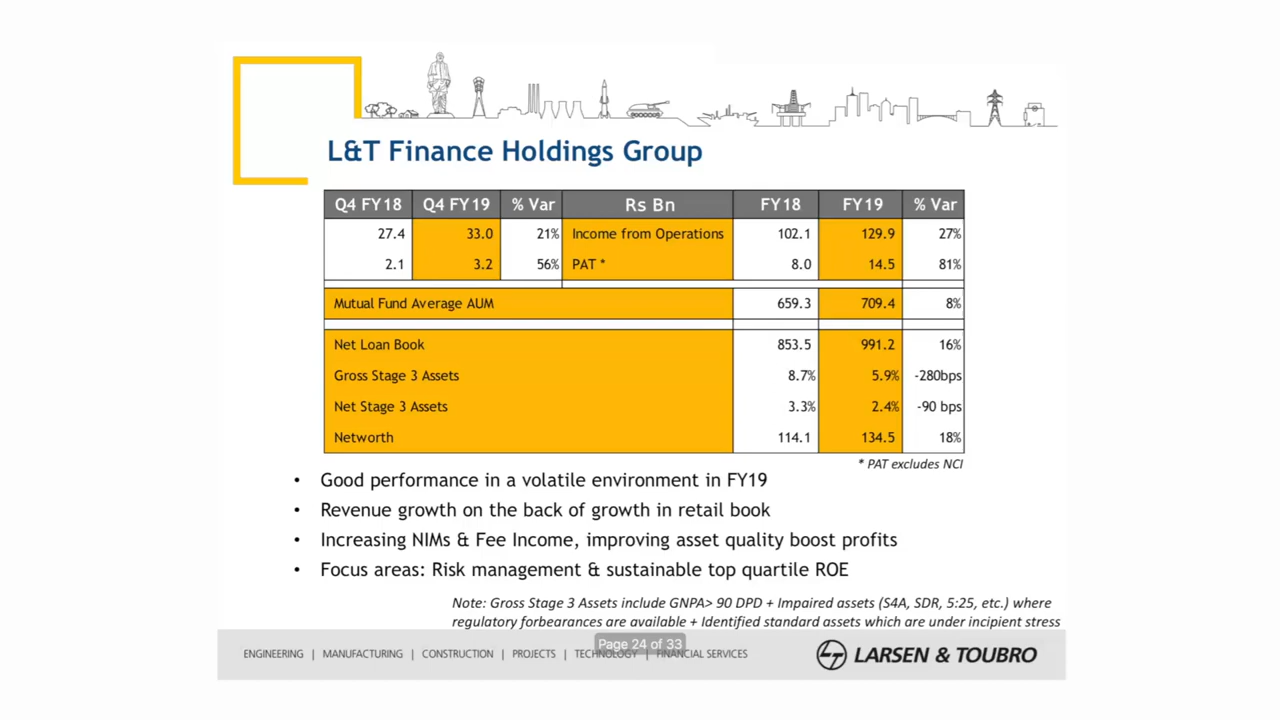 L&T Finance Holdings Group
Q4 FY18 Q4 FY19 % Var Rs Bn FY18 FY19 % Var
27.4 33.0 21% Income from Operations 102.1 129.9 27%
2.1 3.2 56% PAT * 8.0 14.5 81%
Mutual Fund Average AUM 659.3 709.4 8%
Net Loan Book 853.5 991.2 16%
Gross Stage 3 Assets 8.7% 5.9% -280bps
Net Stage 3 Assets 3.3% 2.4% -90 bps
Networth 114.1 134.5 18%
* PAT excludes NCI
• Good performance in a volatile environment in FY19
• Revenue growth on the back of growth in retail book
• Increasing NIMs & Fee Income, improving asset quality boost profits
• Focus areas: Risk management & sustainable top quartile ROE
Note: Gross Stage 3 Assets include GNPA> 90 DPD + Impaired assets (S4A, SDR, 5:25, etc.) where
regulatory forbearances are available + Identified standard assets which are under incipient stress
Page 24 of 33
ENGINEERING | MANUFACTURING | CONSTRUCTION | PROJECTS | TECHNOLOGY | FINANCIAL SERVICES
LARSEN & TOUBRO